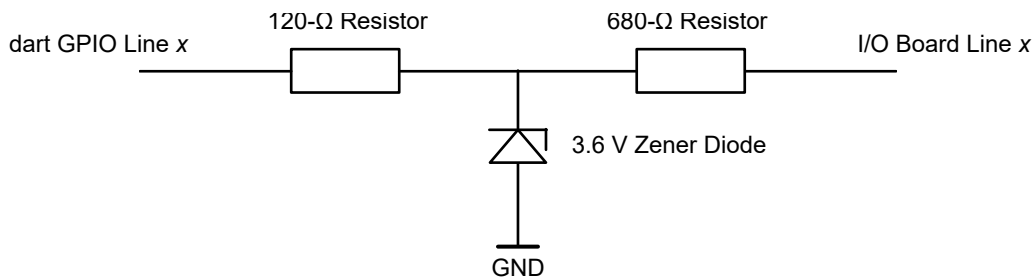 120-Ω Resistor
680-Ω Resistor
dart GPIO Line x
I/O Board Line x
3.6 V Zener Diode
GND